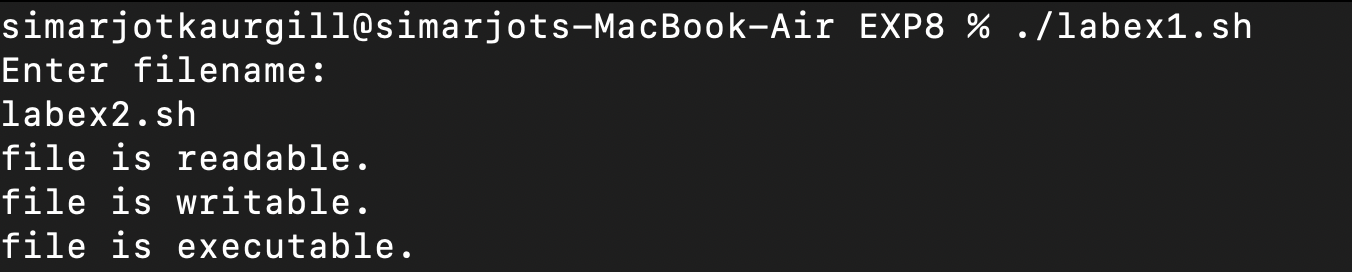 simarjotkaurgill@simarjots-MacBook-Air EXP8 % ./labex1.sh
Enter filename:
labex2.sh
file is readable.
file is writable.
file is executable.